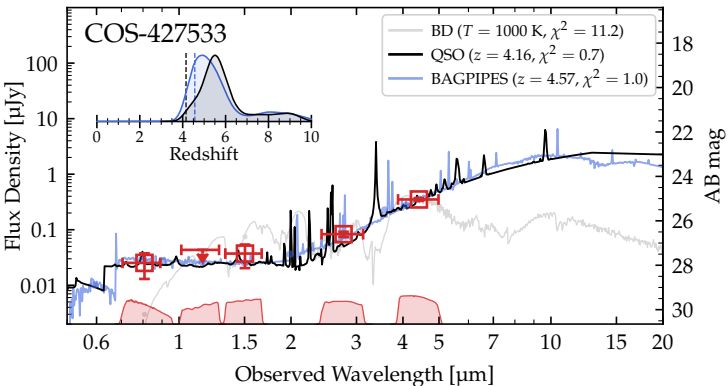 COS-427533
BD (T = 1000 K, χ² = 11.2)
QSO (z = 4.16, χ² = 0.7)
BAGPIPES (z = 4.57, χ² = 1.0)
100
10
1
0.1
0.01
Flux Density [μJy]
0 2 4 6 8 10
Redshift
18
20
22
24
26
28
30
AB mag
0.6 1 2 3 4 5 10 15 20
Observed Wavelength [μm]